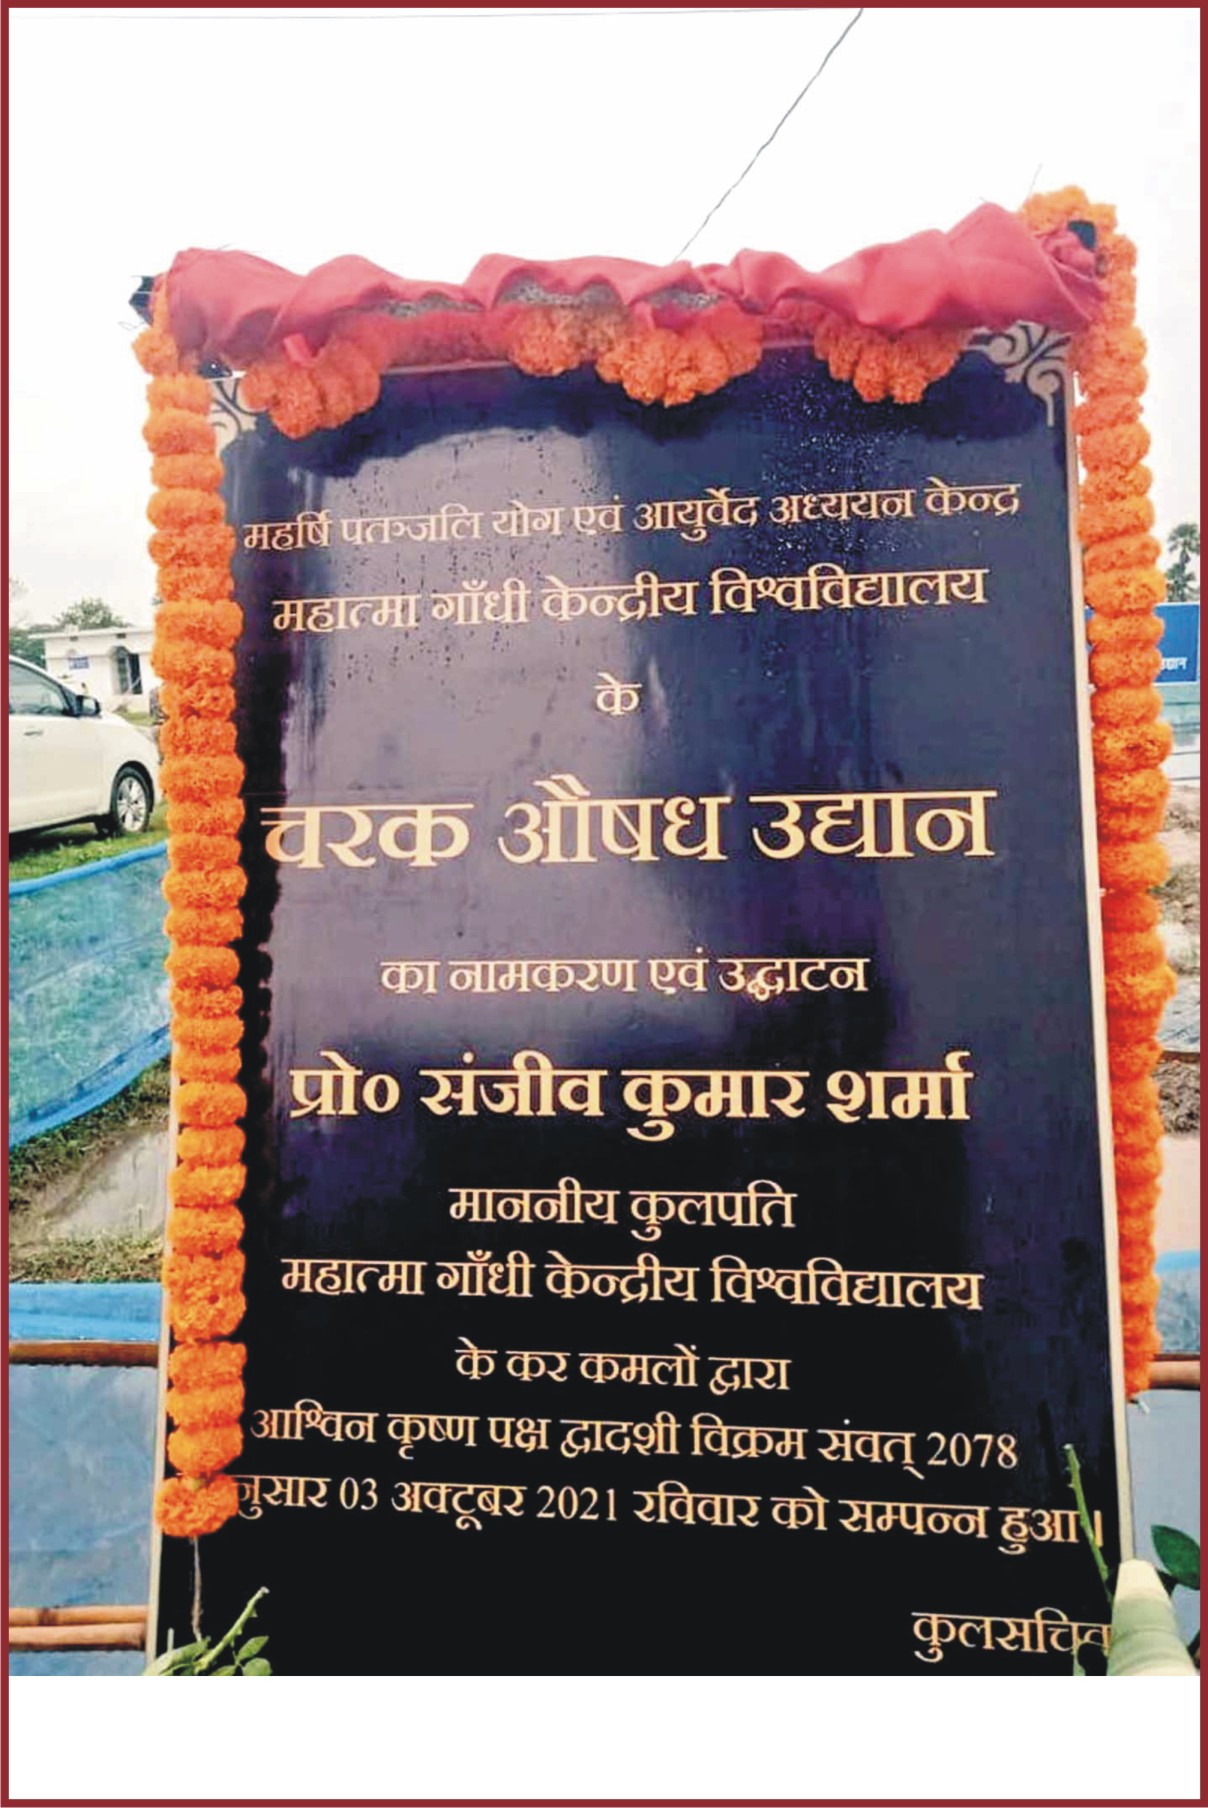 महर्षि पतञ्जलि योग एवं आयुर्वेद अध्ययन केन्द्र
महात्मा गाँधी केन्द्रीय विश्वविद्यालय
के
चरक औषध उद्यान
का नामकरण एवं उद्घाटन
प्रो० संजीव कुमार शर्मा
माननीय कुलपति
महात्मा गाँधी केन्द्रीय विश्वविद्यालय
के कर कमलों द्वारा
आश्विन कृष्ण पक्ष द्वादशी विक्रम संवत् 2078
नुसार 03 अक्टूबर 2021 रविवार को सम्पन्न हुआ।
कुलसचिव